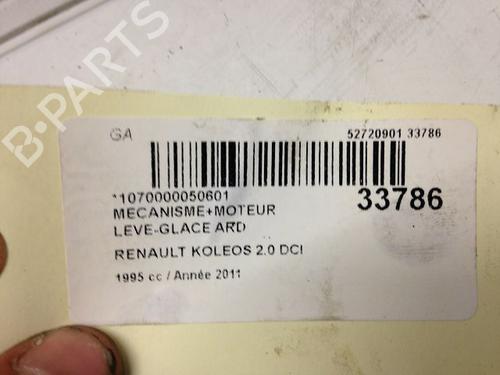 B-PARTS
GA
52720901 33786
*1070000050601
33786
MECANISME+MOTEUR
LEVE-GLACE ARD
RENAULT KOLEOS 2.0 DCI
1995 cc / Année 2011